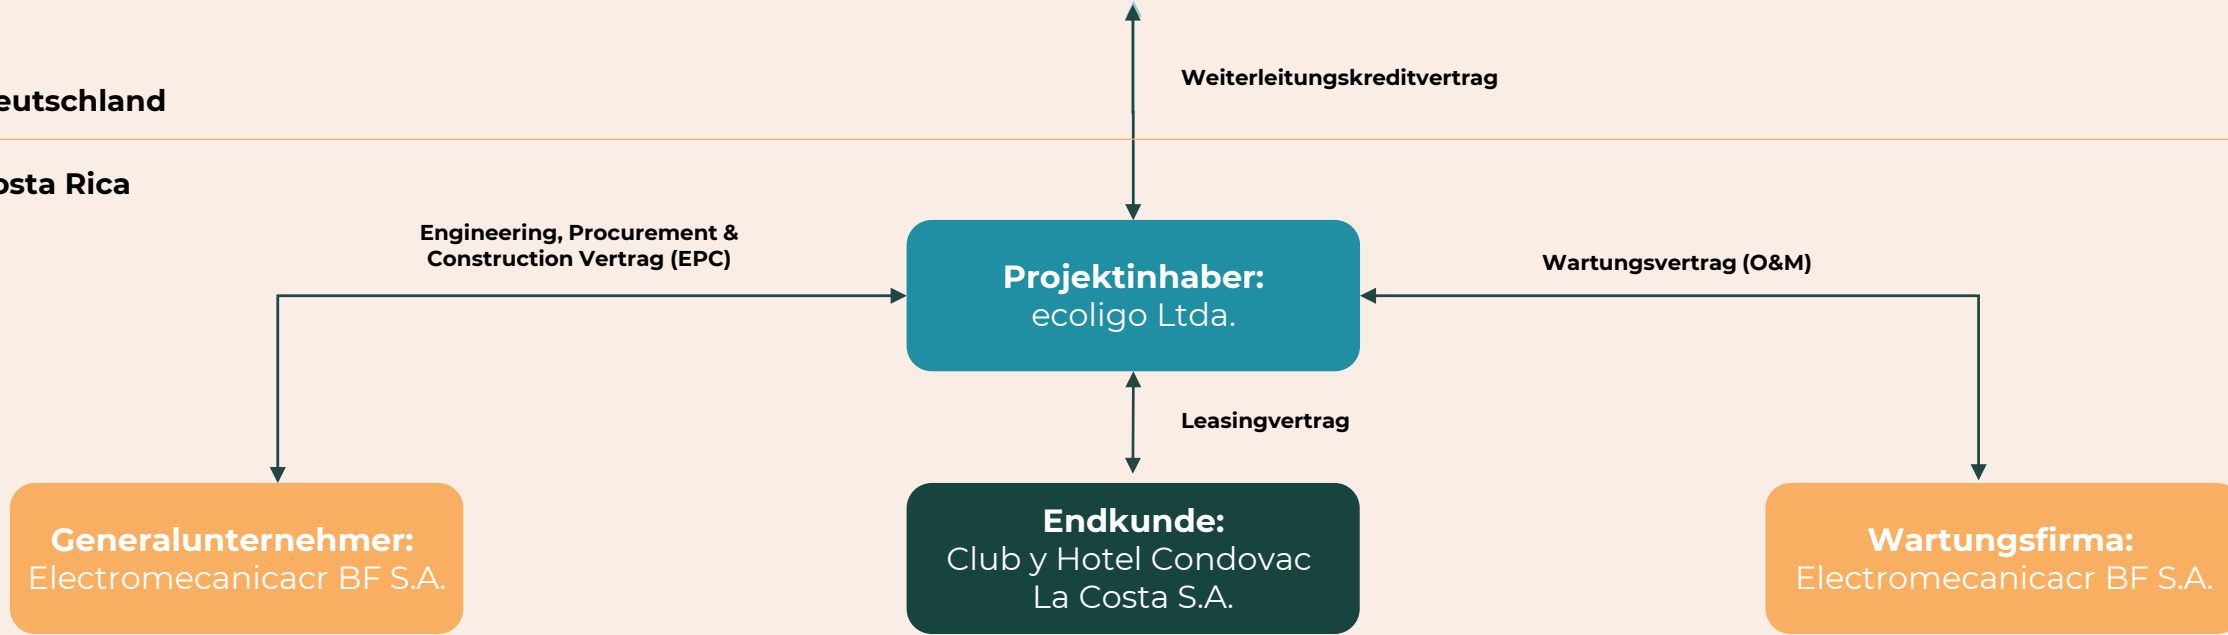 Weiterleitungskreditvertrag
eutschland
osta Rica
Engineering, Procurement &
Construction Vertrag (EPC)
Projektinhaber:
ecoligo Ltda.
Wartungsvertrag (O&M)
Leasingvertrag
Generalunternehmer:
Electromecanicacr BF S.A.
Endkunde:
Club y Hotel Condovac
La Costa S.A.
Wartungsfirma:
Electromecanicacr BF S.A.